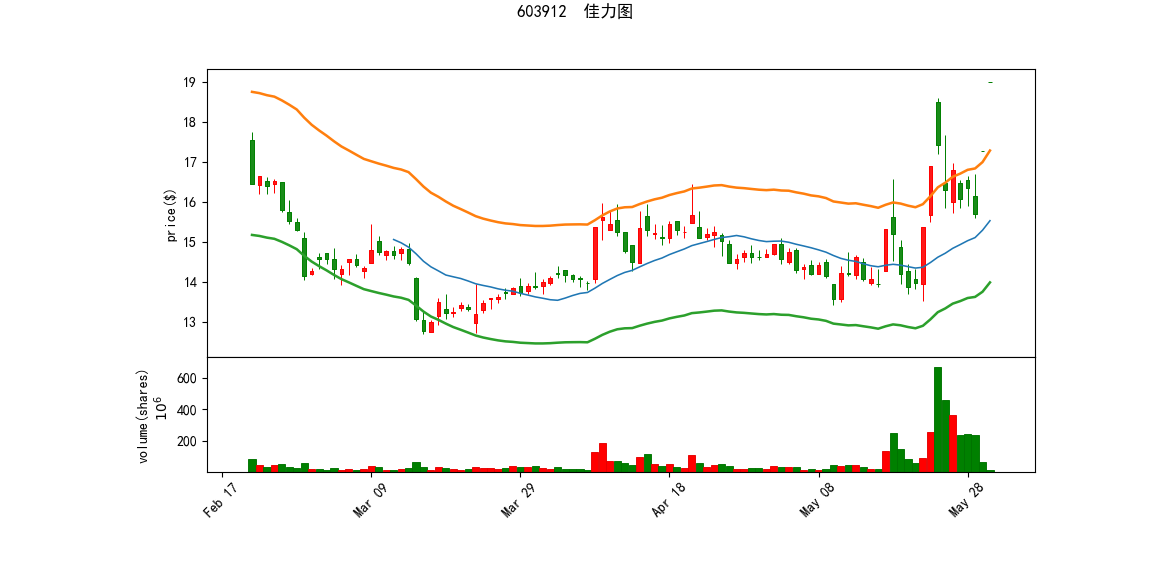 603912 佳力图
19
18
17
16
15
14
13
price($)
600
400
200
volume(shares)
10^6
Feb 17
Mar 09
Mar 29
Apr 18
May 08
May 28